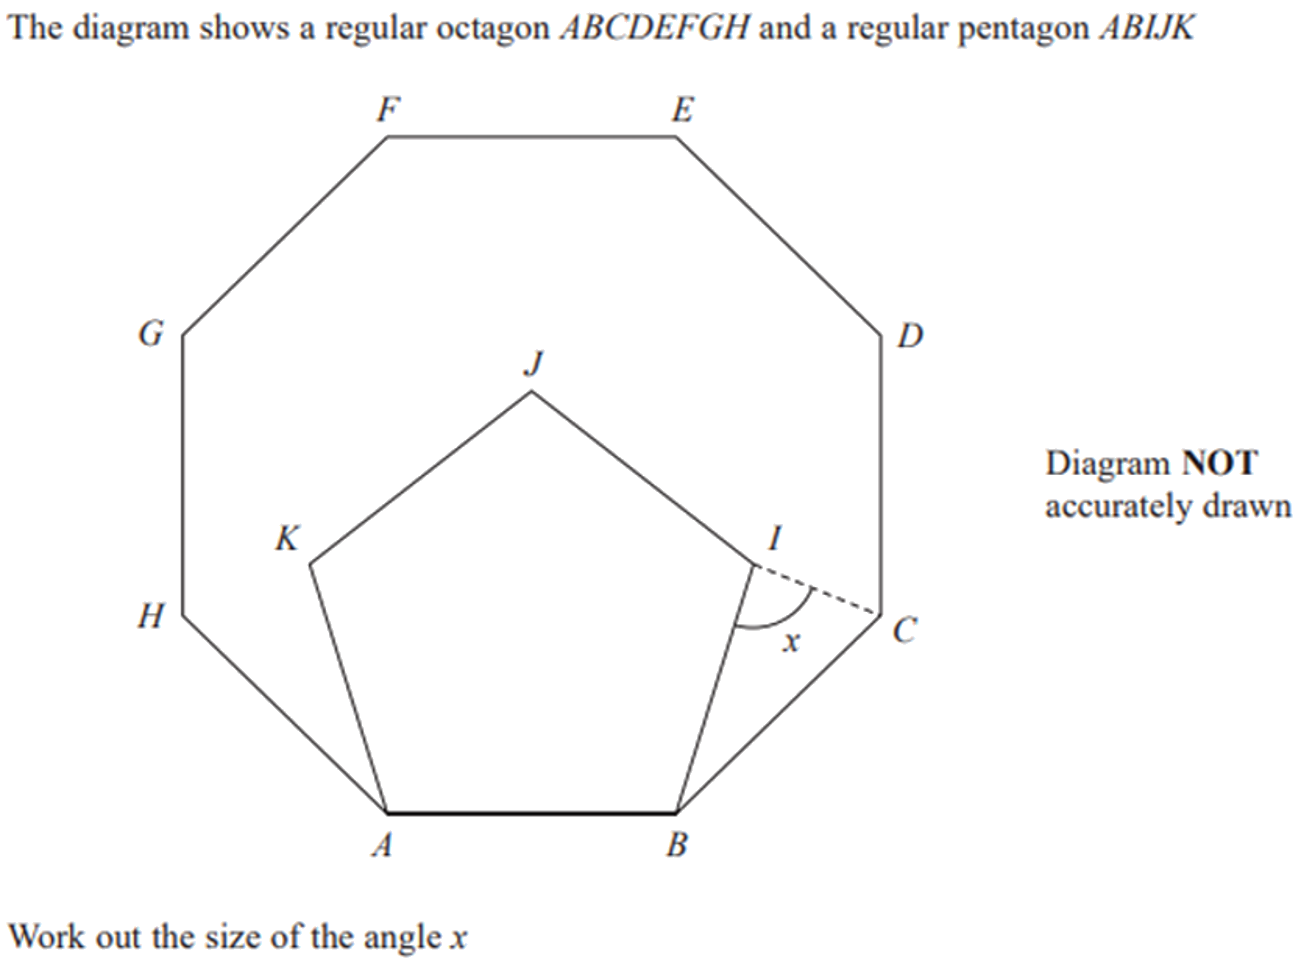 The diagram shows a regular octagon ABCDEFGH and a regular pentagon ABIJK
F E
G D
J
Diagram NOT
accurately drawn
K I
H x C
A B
Work out the size of the angle x